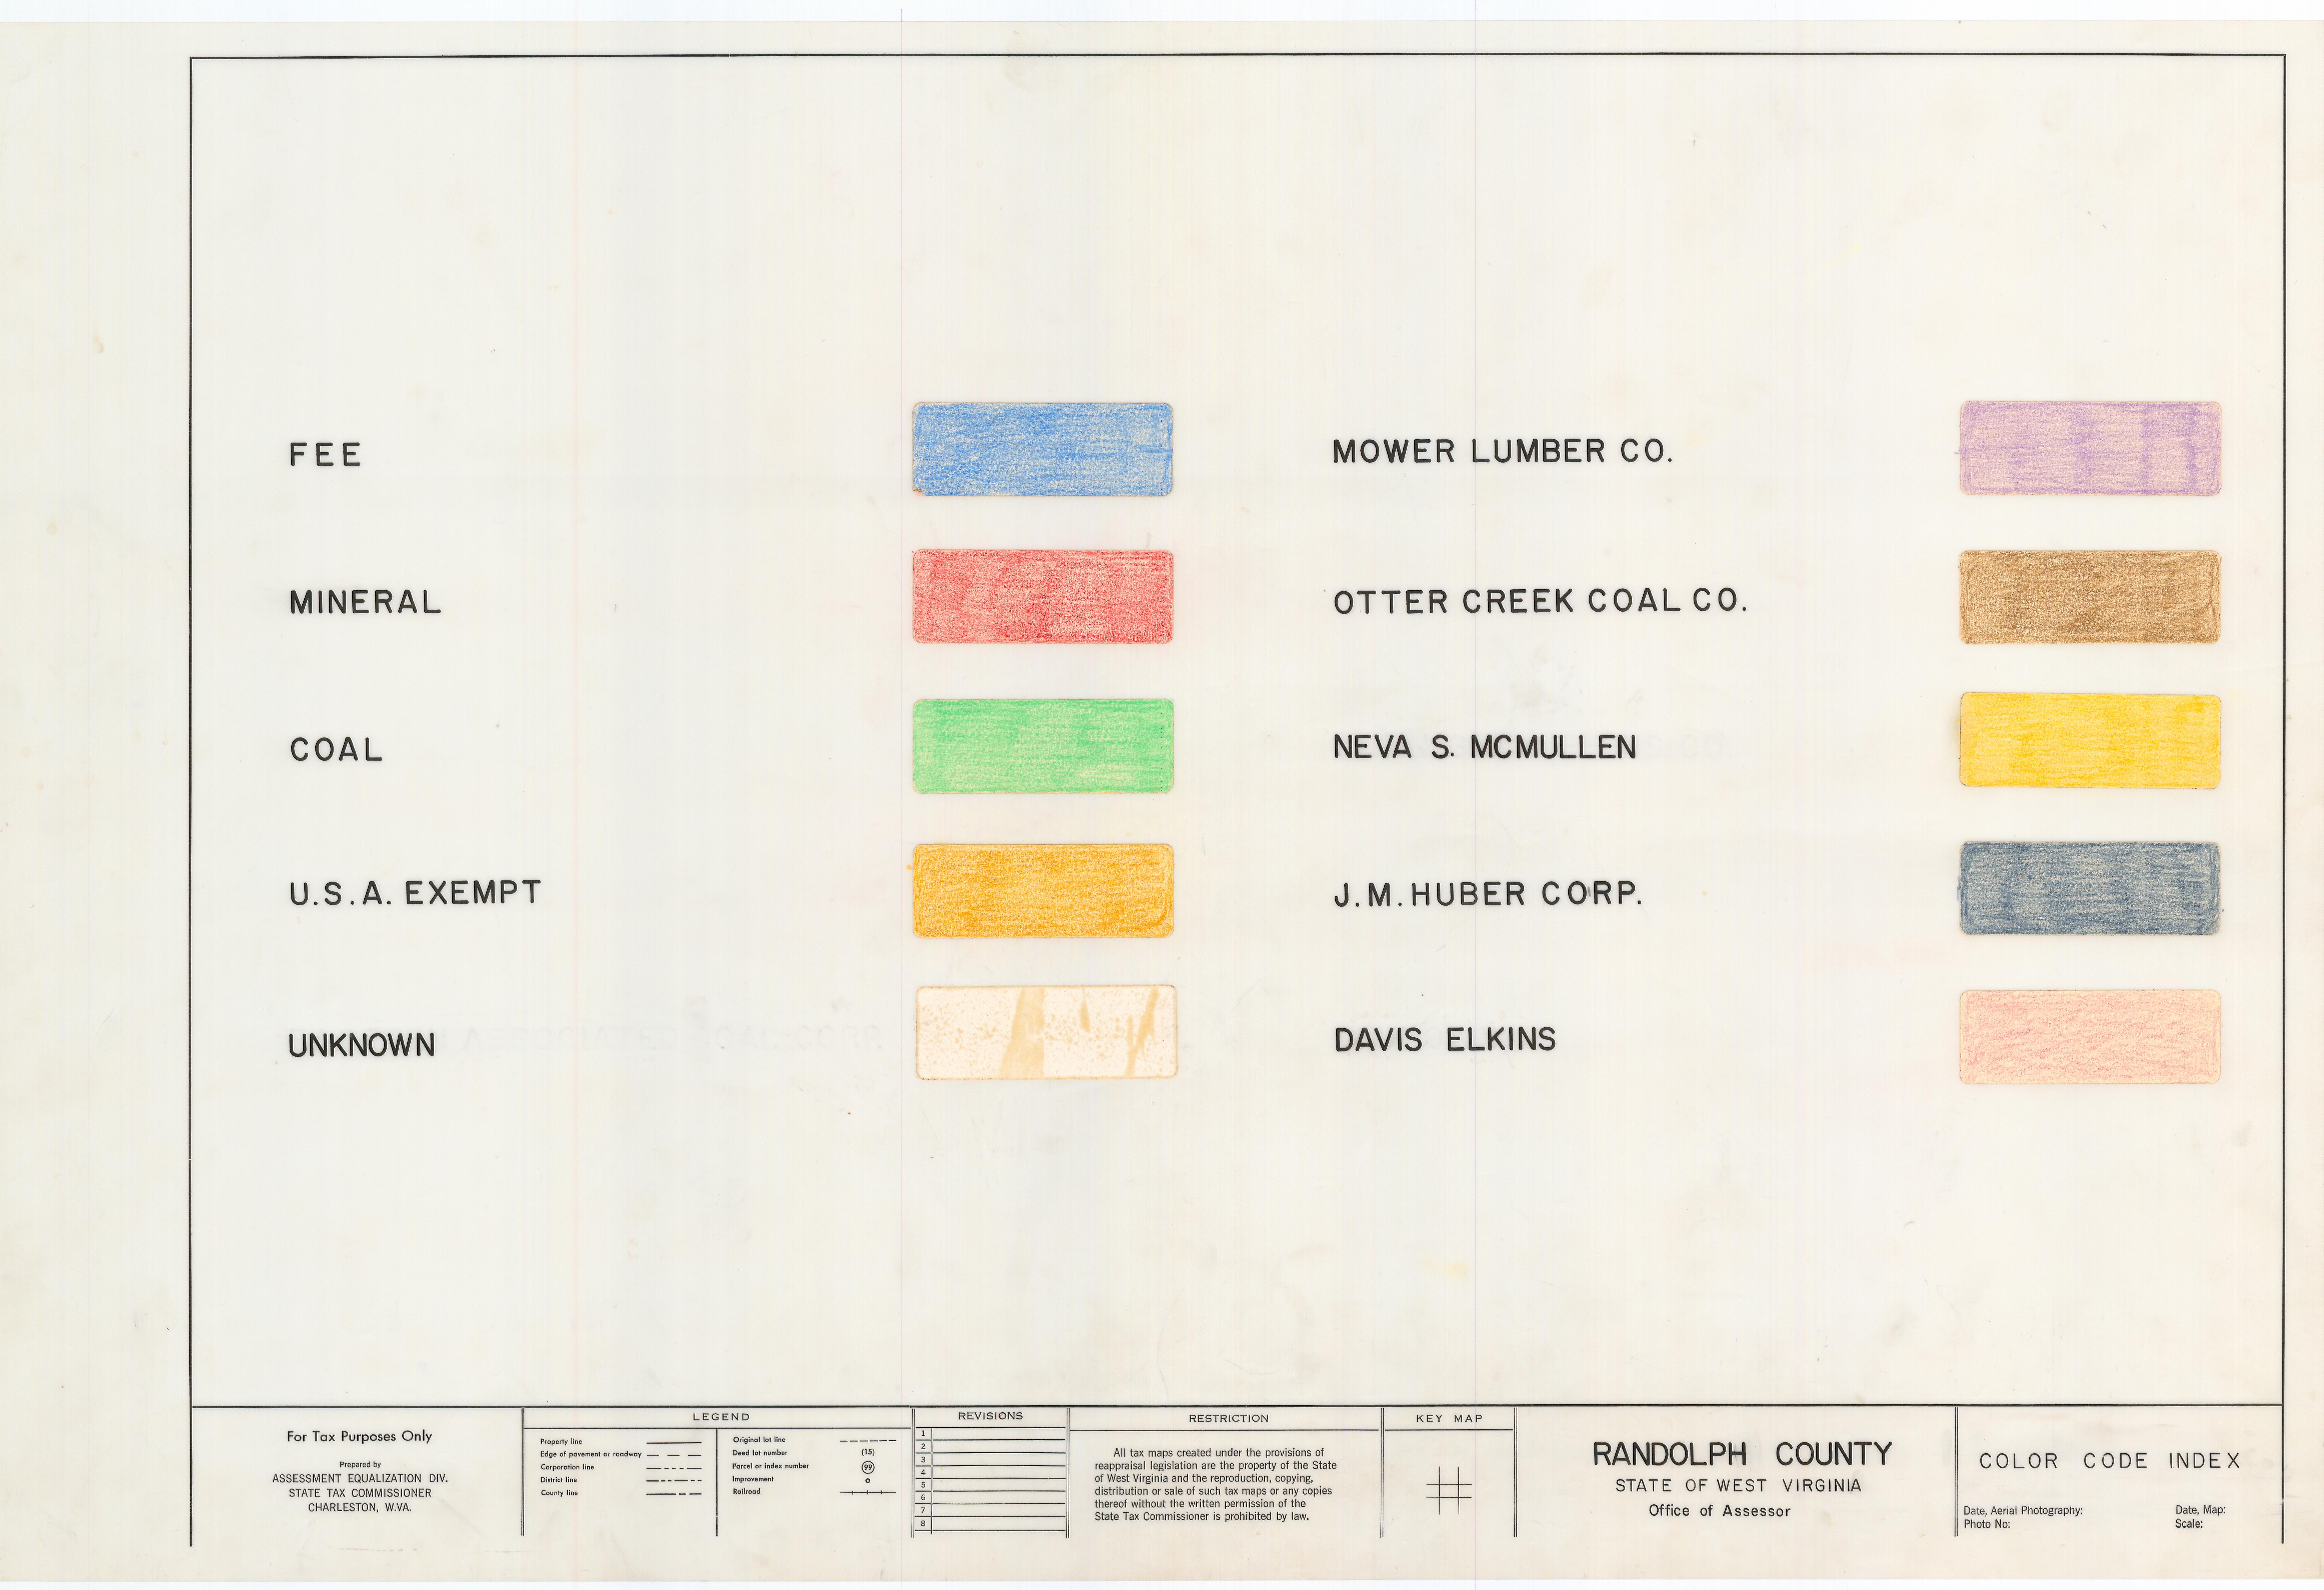 FEE
MINERAL
COAL
U.S.A. EXEMPT
UNKNOWN
MOWER LUMBER CO.
OTTER CREEK COAL CO.
NEVA S. MCMULLEN
J.M. HUBER CORP.
DAVIS ELKINS
For Tax Purposes Only
Prepared by
ASSESSMENT EQUALIZATION DIV.
STATE TAX COMMISSIONER
CHARLESTON, W.VA.
LEGEND
Property line
Edge of pavement or roadway
Corporation line
District line
County line
Original lot line
Deed lot number (15)
Parcel or index number 99
Improvement
Railroad
REVISIONS
1
2
3
4
5
6
7
8
RESTRICTION
All tax maps created under the provisions of
reappraisal legislation are the property of the State
of West Virginia and the reproduction, copying,
distribution or sale of such tax maps or any copies
thereof without the written permission of the
State Tax Commissioner is prohibited by law.
KEY MAP
RANDOLPH COUNTY
STATE OF WEST VIRGINIA
Office of Assessor
COLOR CODE INDEX
Date, Aerial Photography:
Photo No:
Date, Map:
Scale: